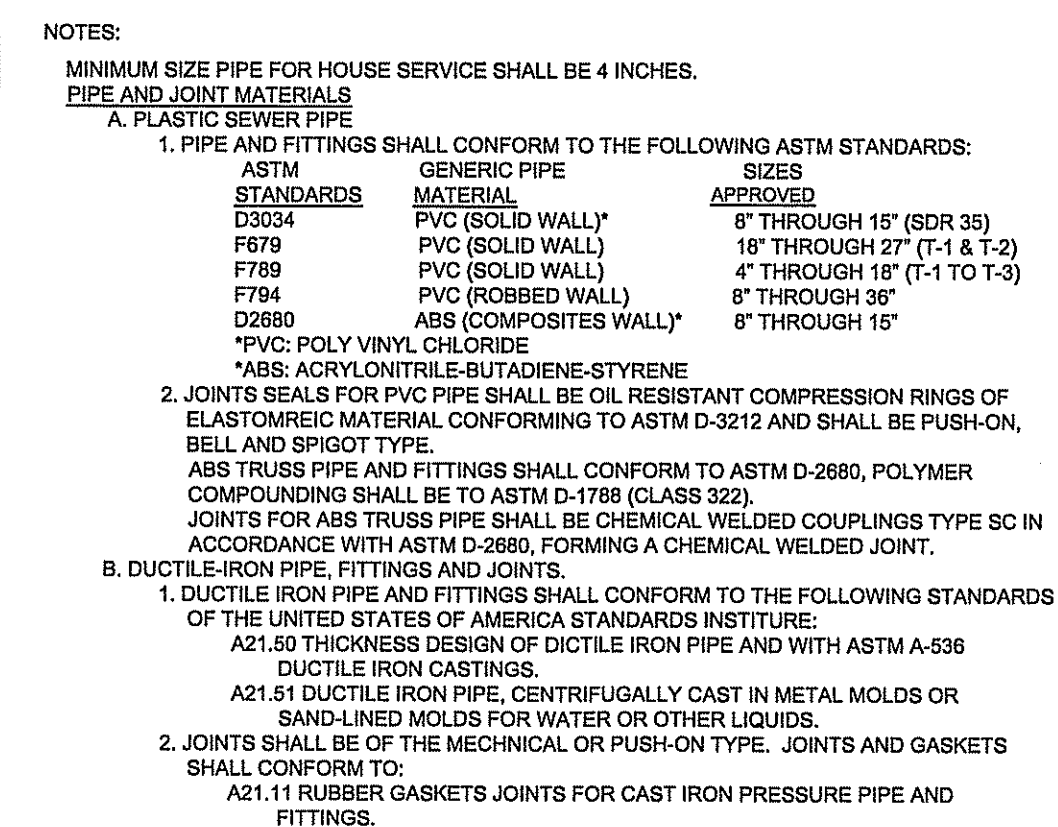 NOTES:
MINIMUM SIZE PIPE FOR HOUSE SERVICE SHALL BE 4 INCHES.
PIPE AND JOINT MATERIALS
A. PLASTIC SEWER PIPE
1. PIPE AND FITTINGS SHALL CONFORM TO THE FOLLOWING ASTM STANDARDS:
ASTM GENERIC PIPE SIZES
STANDARDS MATERIAL APPROVED
D3034 PVC (SOLID WALL)* 8" THROUGH 15" (SDR 35)
F679 PVC (SOLID WALL) 18" THROUGH 27" (T-1 & T-2)
F789 PVC (SOLID WALL) 4" THROUGH 18" (T-1 TO T-3)
F794 PVC (ROBBED WALL) 8" THROUGH 36"
D2680 ABS (COMPOSITES WALL)* 8" THROUGH 15"
*PVC: POLY VINYL CHLORIDE
*ABS: ACRYLONITRILE-BUTADIENE-STYRENE
2. JOINTS SEALS FOR PVC PIPE SHALL BE OIL RESISTANT COMPRESSION RINGS OF
ELASTOMREIC MATERIAL CONFORMING TO ASTM D-3212 AND SHALL BE PUSH-ON,
BELL AND SPIGOT TYPE.
ABS TRUSS PIPE AND FITTINGS SHALL CONFORM TO ASTM D-2680, POLYMER
COMPOUNDING SHALL BE TO ASTM D-1788 (CLASS 322).
JOINTS FOR ABS TRUSS PIPE SHALL BE CHEMICAL WELDED COUPLINGS TYPE SC IN
ACCORDANCE WITH ASTM D-2680, FORMING A CHEMICAL WELDED JOINT.
B. DUCTILE-IRON PIPE, FITTINGS AND JOINTS.
1. DUCTILE IRON PIPE AND FITTINGS SHALL CONFORM TO THE FOLLOWING STANDARDS
OF THE UNITED STATES OF AMERICA STANDARDS INSTITURE:
A21.50 THICKNESS DESIGN OF DICTILE IRON PIPE AND WITH ASTM A-536
DUCTILE IRON CASTINGS.
A21.51 DUCTILE IRON PIPE, CENTRIFUGALLY CAST IN METAL MOLDS OR
SAND-LINED MOLDS FOR WATER OR OTHER LIQUIDS.
2. JOINTS SHALL BE OF THE MECHNICAL OR PUSH-ON TYPE. JOINTS AND GASKETS
SHALL CONFORM TO:
A21.11 RUBBER GASKETS JOINTS FOR CAST IRON PRESSURE PIPE AND
FITTINGS.